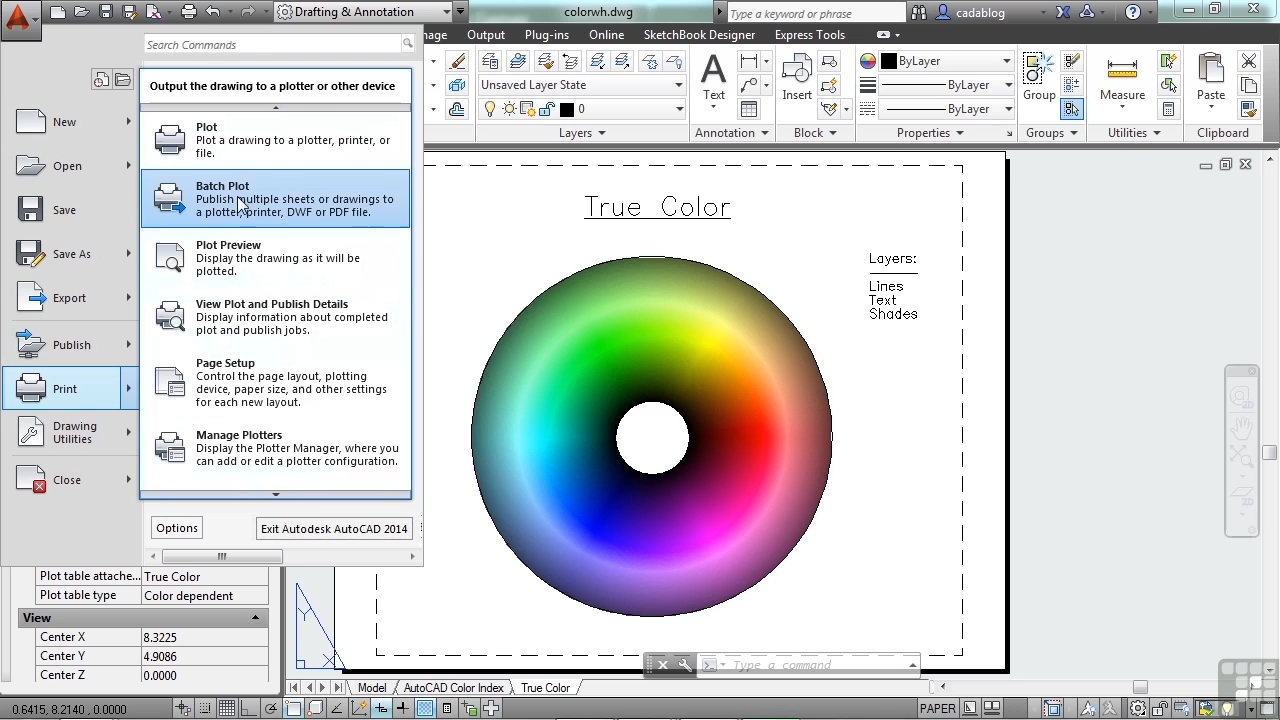 Drafting & Annotation
colorwh.dwg
Type a keyword or phrase
cadablog
Search Commands
mage
Output
Plug-ins
Online
SketchBook Designer
Express Tools
Output the drawing to a plotter or other device
New
Open
Save
Save As
Export
Publish
Print
Drawing
Utilities
Close
Plot
Plot a drawing to a plotter, printer, or
file.
Batch Plot
Publish multiple sheets or drawings to
a plotter, printer, DWF or PDF file.
Plot Preview
Display the drawing as it will be
plotted.
View Plot and Publish Details
Display information about completed
plot and publish jobs.
Page Setup
Control the page layout, plotting
device, paper size, and other settings
for each new layout.
Manage Plotters
Display the Plotter Manager, where you
can add or edit a plotter configuration.
Options
Exit Autodesk AutoCAD 2014
Unsaved Layer State
0
Layers
Text
Annotation
Insert
Block
ByLayer
ByLayer
ByLayer
Properties
Group
Groups
Measure
Utilities
Paste
Clipboard
True Color
Layers:
Lines
Text
Shades
2D
2D
Y
X
Plot table attache...
True Color
Plot table type
Color dependent
View
Center X
8.3225
Center Y
4.9086
Center Z
0.0000
Type a command
Model
AutoCAD Color Index
True Color
0.6415, 8.2140 , 0.0000
PAPER